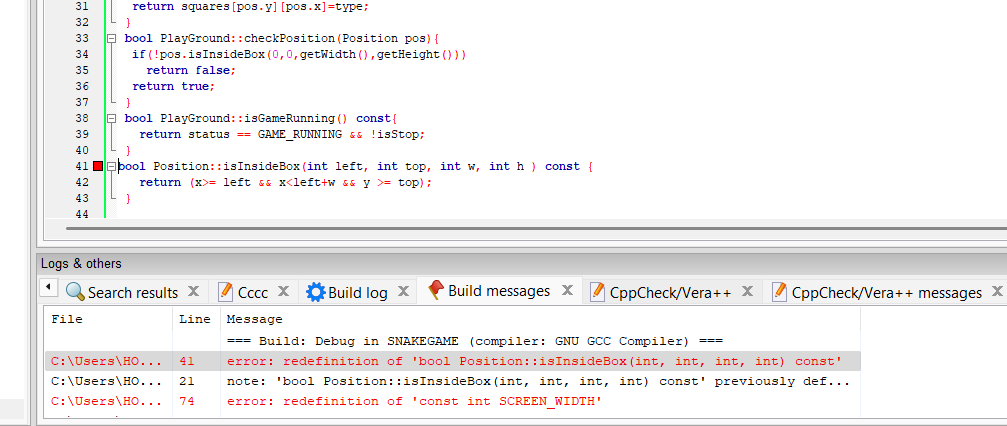 31 return squares[pos.y][pos.x]=type;
32 }
33 bool PlayGround::checkPosition(Position pos){
34 if(!pos.isInsideBox(0,0,getWidth(),getHeight()))
35 return false;
36 return true;
37 }
38 bool PlayGround::isGameRunning() const{
39 return status == GAME_RUNNING && !isStop;
40 }
41 bool Position::isInsideBox(int left, int top, int w, int h ) const {
42 return (x>= left && x<left+w && y >= top);
43 }
44
Logs & others
Search results X Cccc X Build log X Build messages X CppCheck/Vera++ X CppCheck/Vera++ messages X
File Line Message
=== Build: Debug in SNAKEGAME (compiler: GNU GCC Compiler) ===
C:\Users\HO... 41 error: redefinition of 'bool Position::isInsideBox(int, int, int, int) const'
C:\Users\HO... 21 note: 'bool Position::isInsideBox(int, int, int, int) const' previously def...
C:\Users\HO... 74 error: redefinition of 'const int SCREEN_WIDTH'